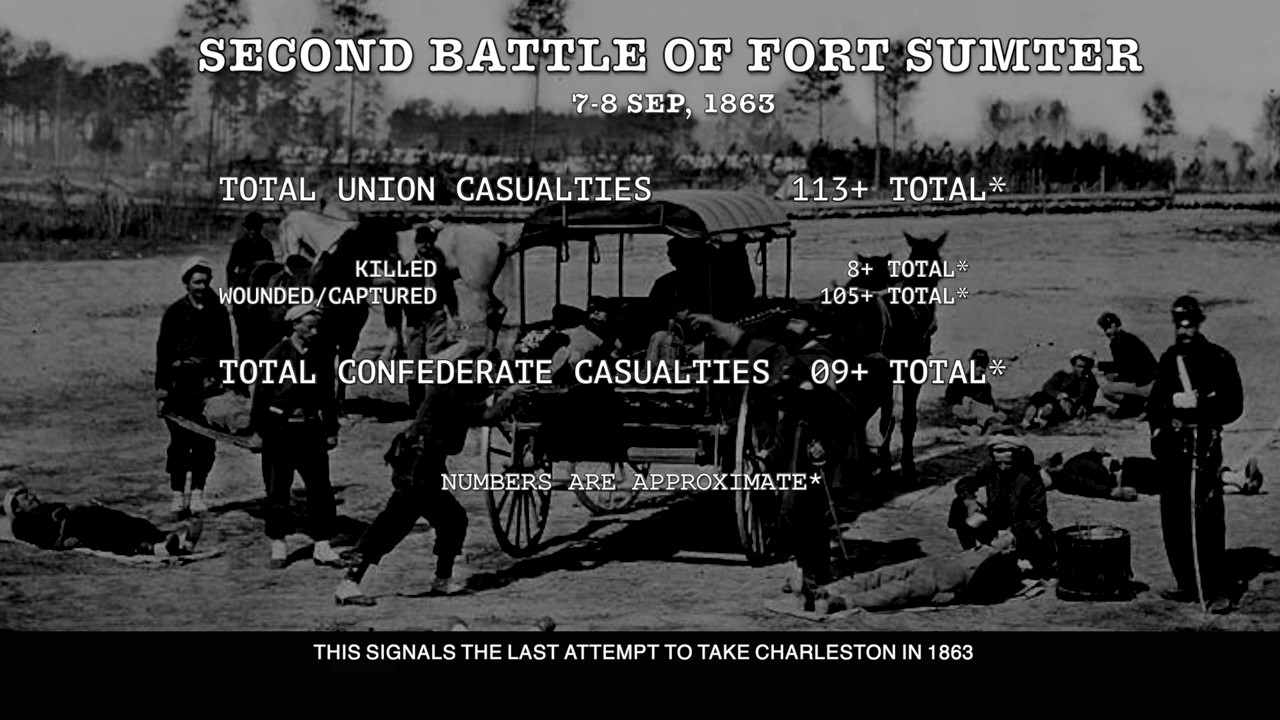 SECOND BATTLE OF FORT SUMTER
7-8 SEP, 1863
TOTAL UNION CASUALTIES 113+ TOTAL*
KILLED 8+ TOTAL*
WOUNDED/CAPTURED 105+ TOTAL*
TOTAL CONFEDERATE CASUALTIES 09+ TOTAL*
NUMBERS ARE APPROXIMATE*
THIS SIGNALS THE LAST ATTEMPT TO TAKE CHARLESTON IN 1863